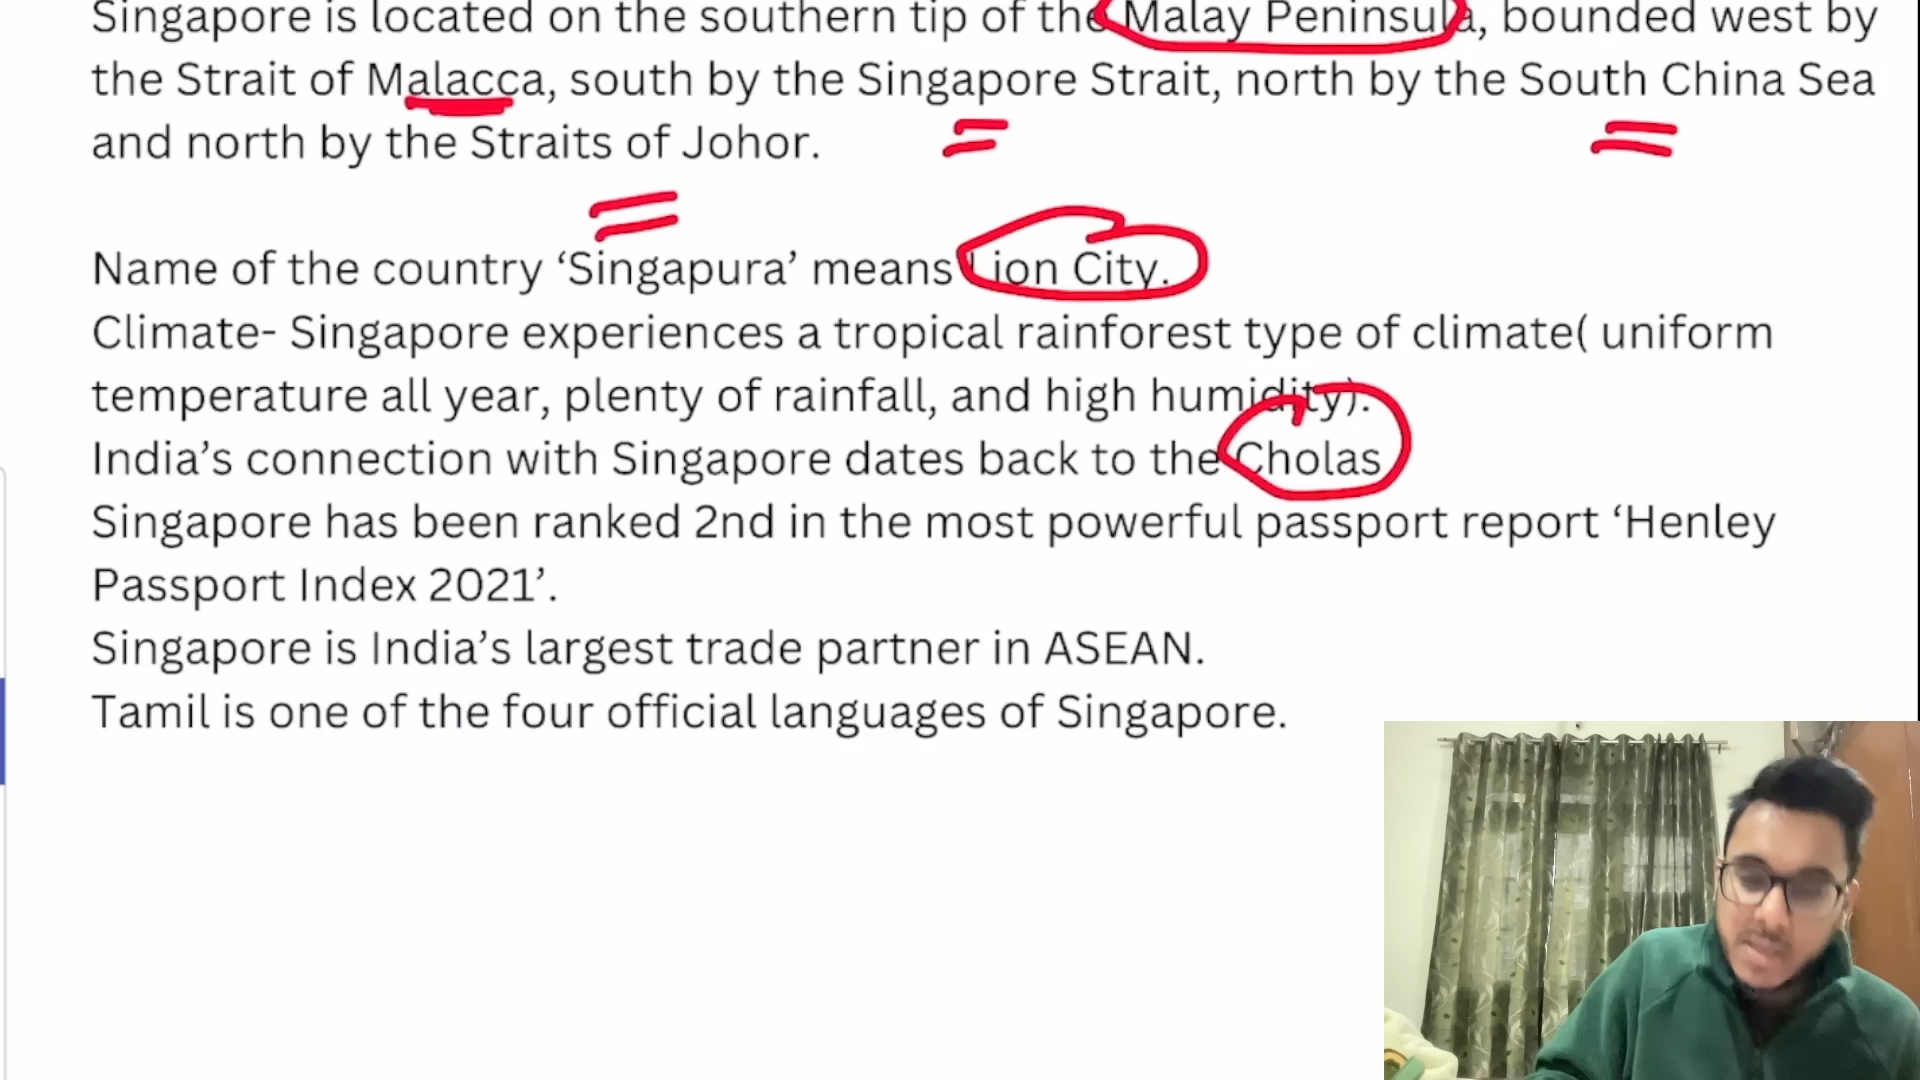 Singapore is located on the southern tip of the Malay Peninsula, bounded west by
the Strait of Malacca, south by the Singapore Strait, north by the South China Sea
and north by the Straits of Johor.
Name of the country ‘Singapura’ means Lion City.
Climate- Singapore experiences a tropical rainforest type of climate( uniform
temperature all year, plenty of rainfall, and high humidity).
India’s connection with Singapore dates back to the Cholas
Singapore has been ranked 2nd in the most powerful passport report ‘Henley
Passport Index 2021’.
Singapore is India’s largest trade partner in ASEAN.
Tamil is one of the four official languages of Singapore.